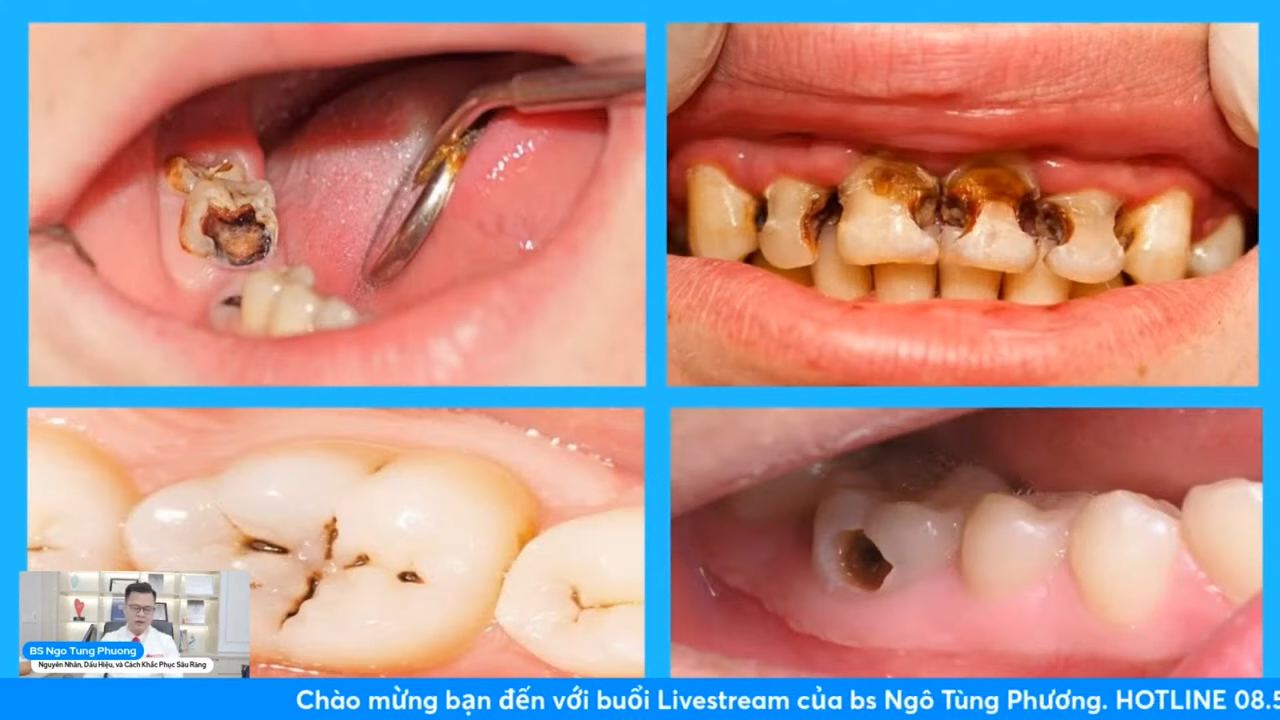 BS Ngo Tung Phuong
Nguyên Nhân, Dấu Hiệu, và Cách Khắc Phục Sâu Răng
Chào mừng bạn đến với buổi Livestream của bs Ngô Tùng Phương. HOTLINE 08.5